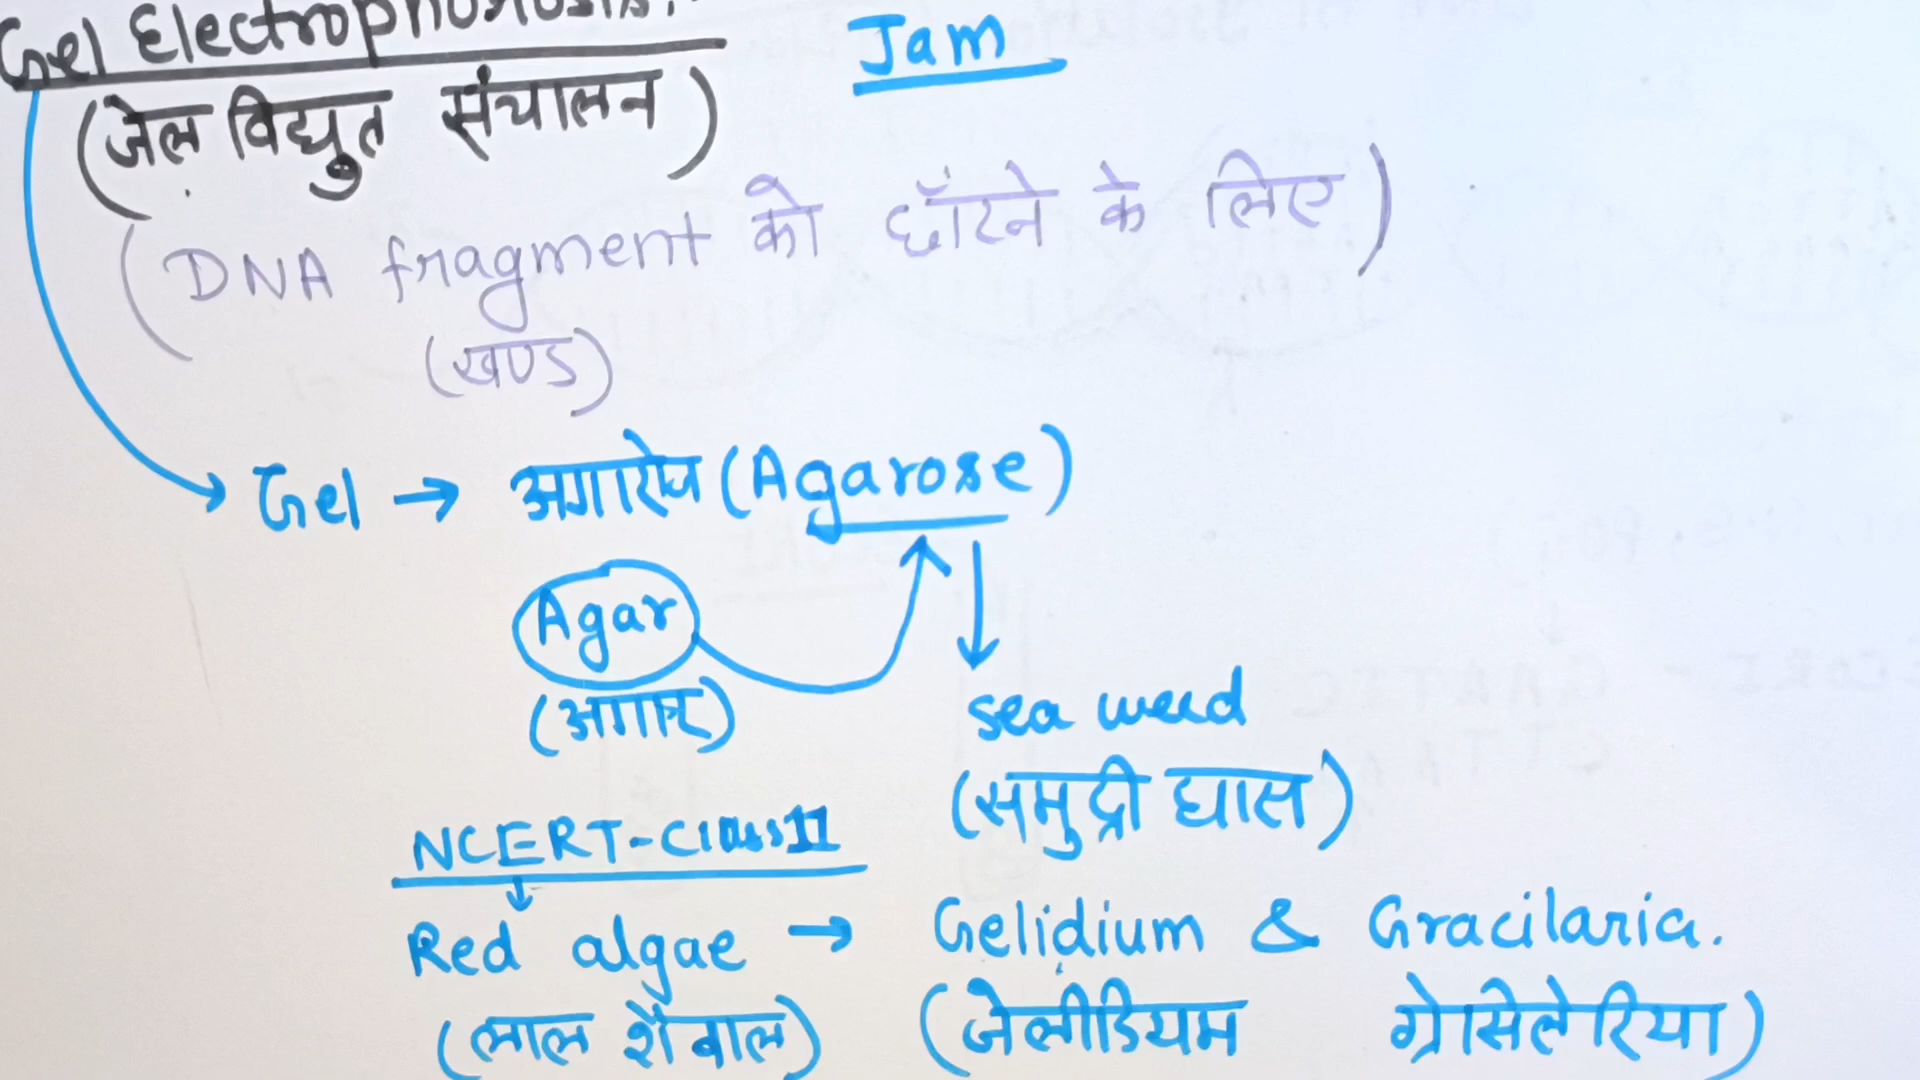 Gel Electrophoresis: Jam
(जेल विद्युत संचालन)
(DNA fragment को छाँटने के लिए)
(खण्ड)
Gel → अगारोज (Agarose)
Agar
(अगार)
sea weed
(समुद्री घास)
NCERT-Class 11
Red algae → Gelidium & Gracilaria.
(लाल शैवाल) (जेलीडियम ग्रेसिलेरिया)